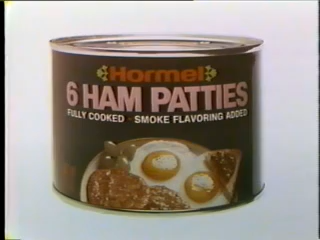 Hormel
6 HAM PATTIES
FULLY COOKED - SMOKE FLAVORING ADDED